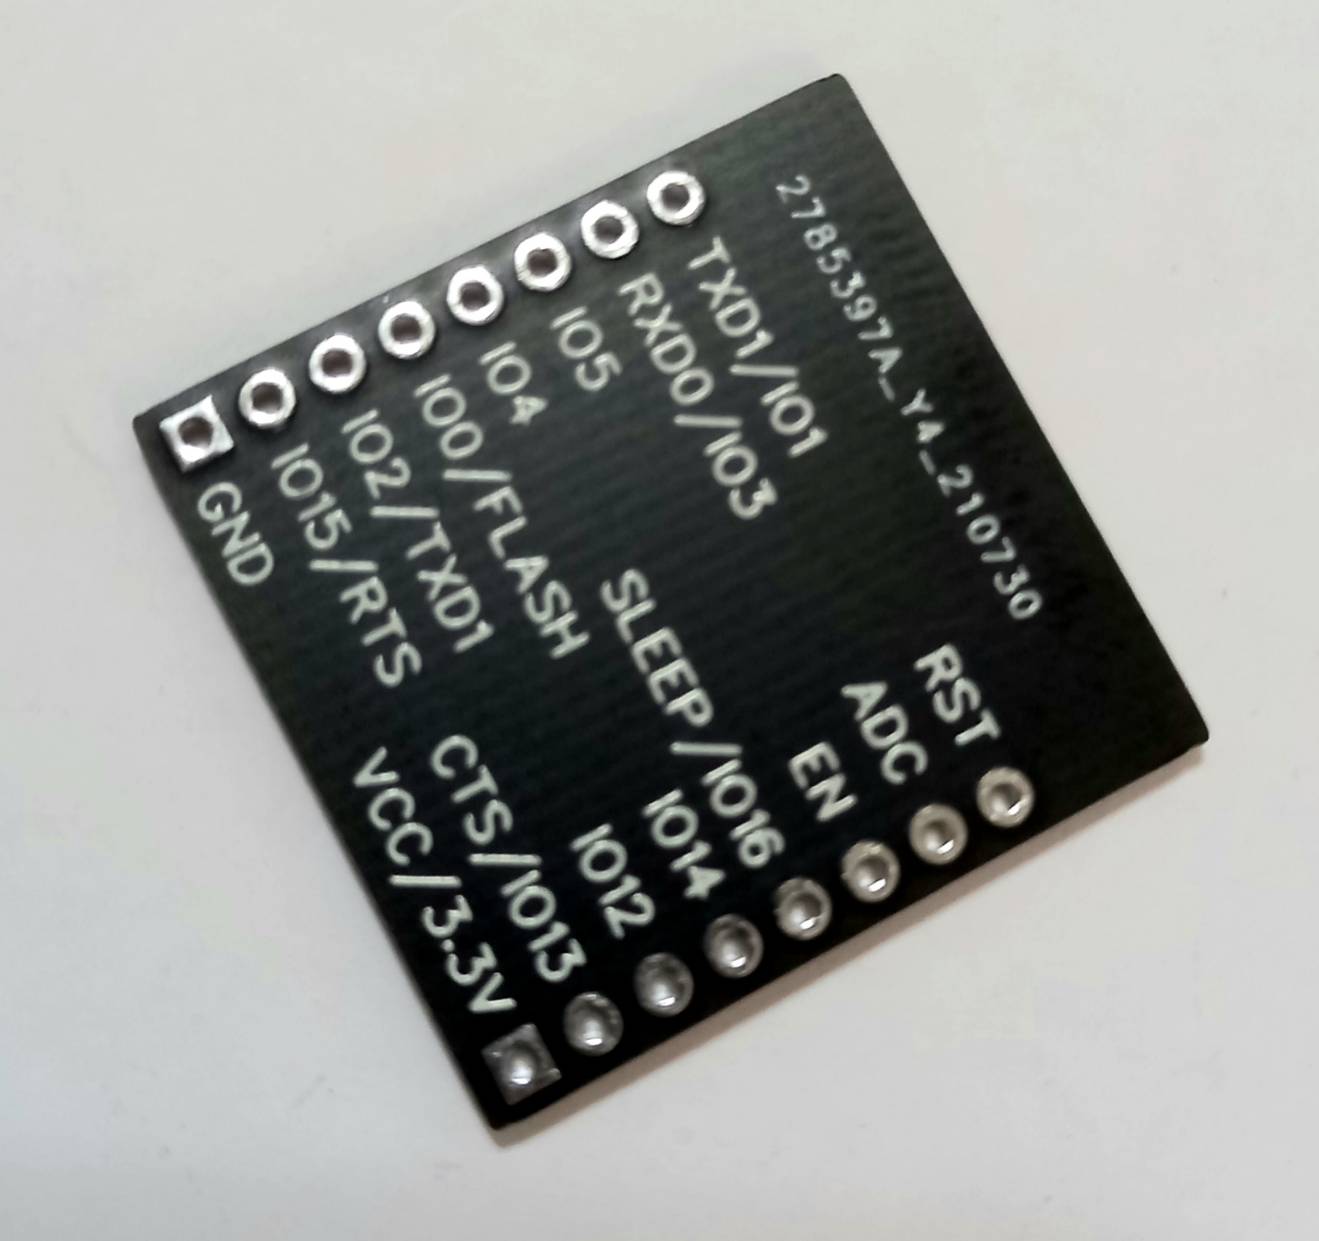 2785397A_Y4_210730
TXD1/IO1
RXD0/IO3
IO5
IO4
IO0/FLASH
IO2/TXD1
IO15/RTS
GND
RST
ADC
EN
SLEEP/IO16
IO14
IO12
CTS/IO13
VCC/3.3V